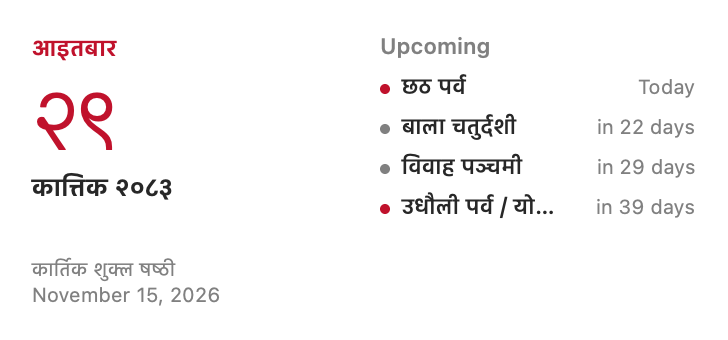 आइतबार
२९
कात्तिक २०८३
कार्तिक शुक्ल षष्ठी
November 15, 2026
Upcoming
छठ पर्व Today
बाला चतुर्दशी in 22 days
विवाह पञ्चमी in 29 days
उधौली पर्व / यो... in 39 days